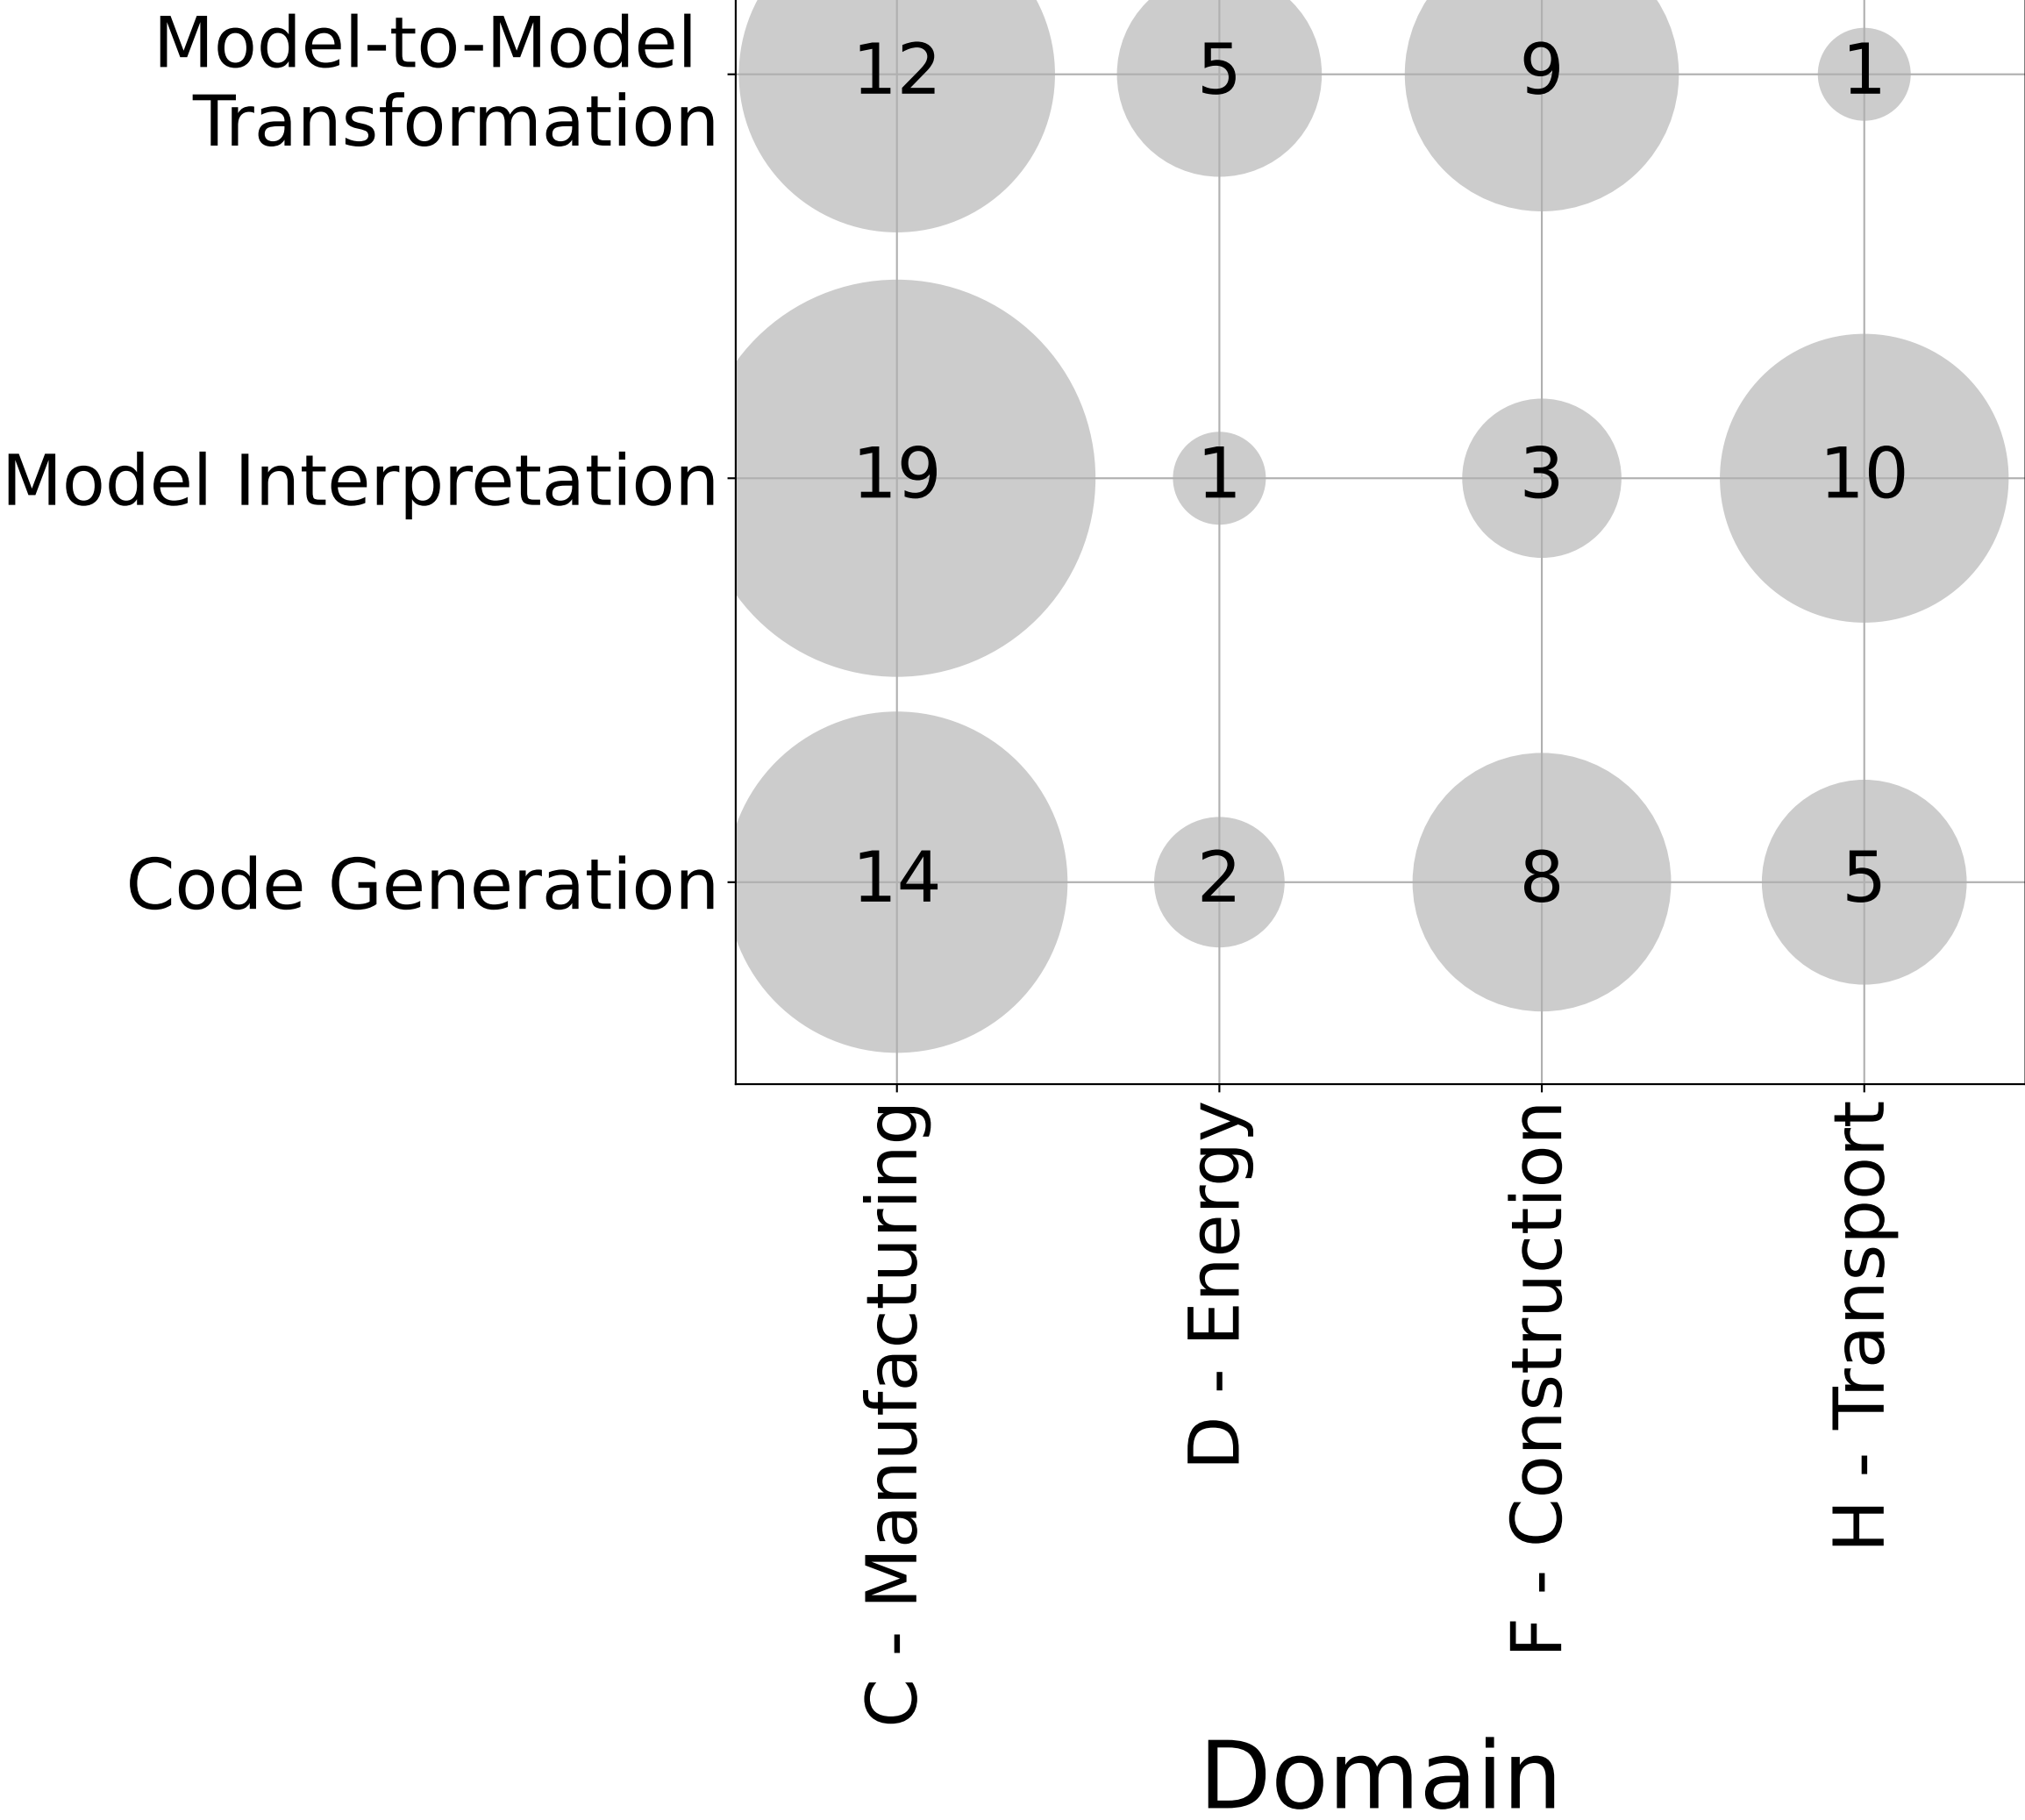 Model-to-Model
Transformation
12 5 9 1
Model Interpretation
19 1 3 10
Code Generation
14 2 8 5
C - Manufacturing
D - Energy
F - Construction
H - Transport
Domain